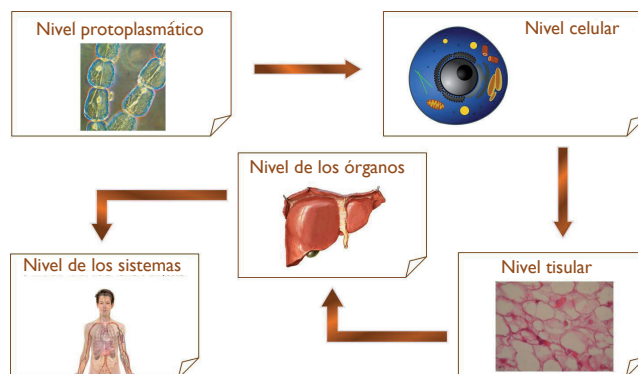 Nivel protoplasmático
Nivel celular
Nivel de los órganos
Nivel de los sistemas
Nivel tisular